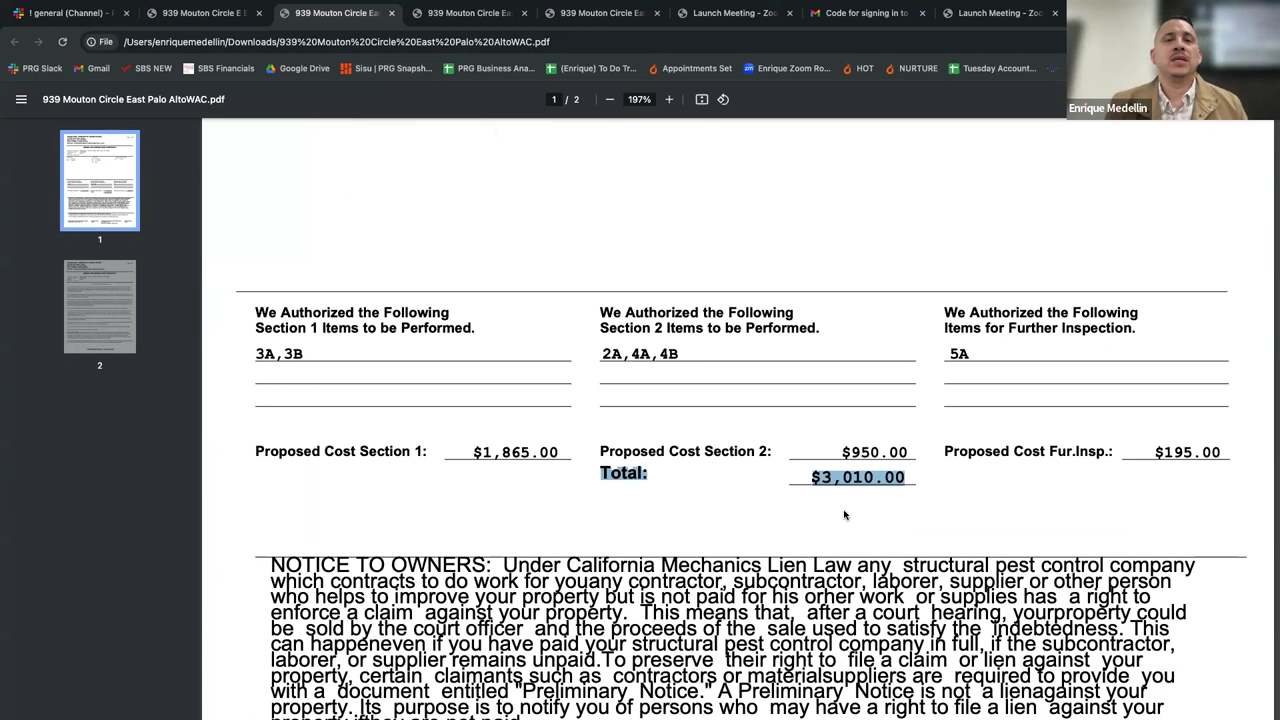 ! general (Channel) -
939 Mouton Circle E E
939 Mouton Circle Ea
939 Mouton Circle Ea
939 Mouton Circle Ea
Launch Meeting - Zoo
Code for signing in to
Launch Meeting - Zo
File /Users/enriquemedellin/Downloads/939%20Mouton%20Circle%20East%20Palo%20AltoWAC.pdf
PRG Slack Gmail SBS NEW SBS Financials Google Drive Sisu | PRG Snapsh... PRG Business Ana... (Enrique) To Do Tr... Appointments Set Enrique Zoom Ro... HOT NURTURE Tuesday Account...
939 Mouton Circle East Palo AltoWAC.pdf
1 / 2
197%
Enrique Medellin
1
2
We Authorized the Following
Section 1 Items to be Performed.
3A,3B
We Authorized the Following
Section 2 Items to be Performed.
2A,4A,4B
We Authorized the Following
Items for Further Inspection.
5A
Proposed Cost Section 1: $1,865.00
Proposed Cost Section 2: $950.00
Proposed Cost Fur.Insp.: $195.00
Total: $3,010.00
NOTICE TO OWNERS: Under California Mechanics Lien Law any structural pest control company
which contracts to do work for youany contractor, subcontractor, laborer, supplier or other person
who helps to improve your property but is not paid for his orher work or supplies has a right to
enforce a claim against your property. This means that, after a court hearing, yourproperty could
be sold by the court officer and the proceeds of the sale used to satisfy the indebtedness. This
can happeneven if you have paid your structural pest control company in full, if the subcontractor,
laborer, or supplier remains unpaid.To preserve their right to file a claim or lien against your
property, certain claimants such as contractors or materialsuppliers are required to provide you
with a document entitled "Preliminary Notice." A Preliminary Notice is not a lienagainst your
property. Its purpose is to notify you of persons who may have a right to file a lien against your
property ifthey are not paid.